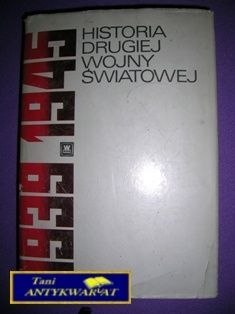 HISTORIA
DRUGIEJ
WOJNY
ŚWIATOWEJ
1939.1945
W
Tani
ANTYKWARIAT